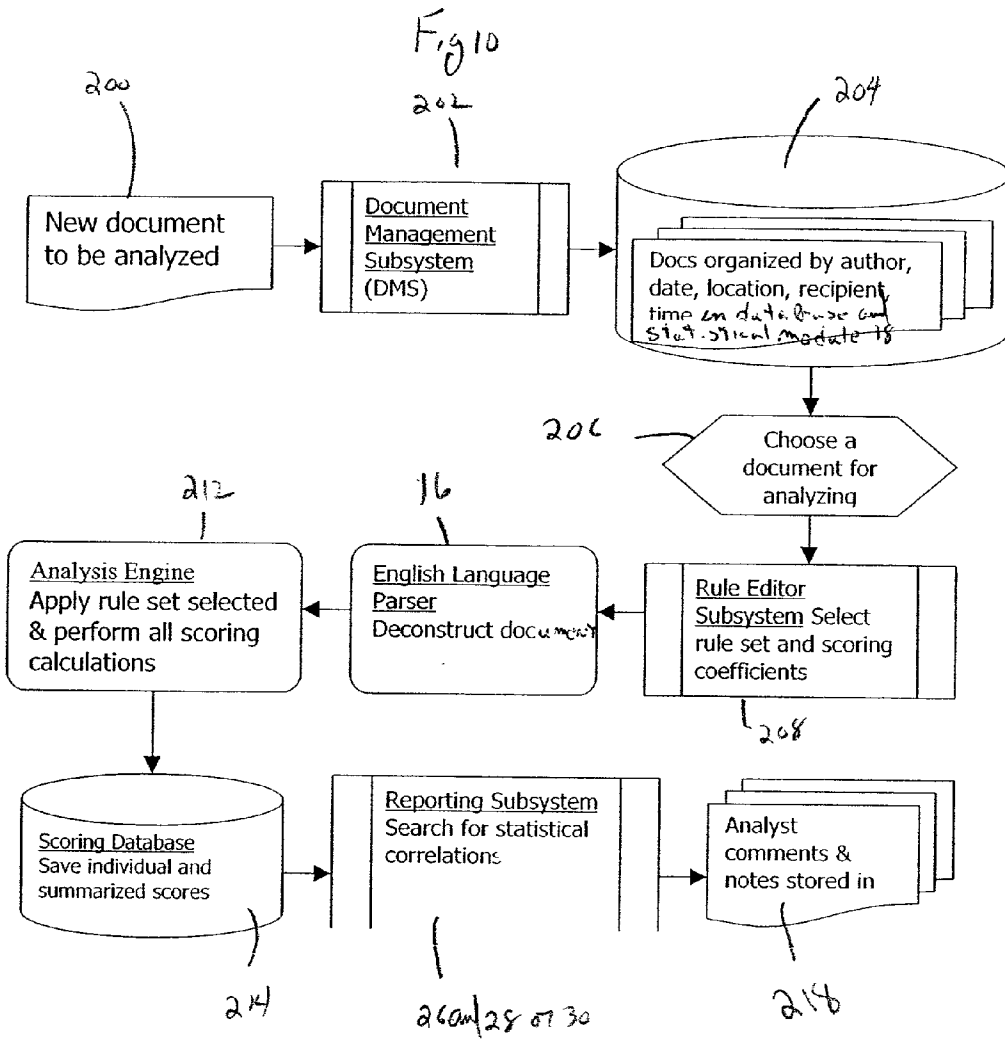 Fig 10
200
202
204
New document
to be analyzed
Document
Management
Subsystem
(DMS)
Docs organized by author,
date, location, recipient,
time in database and
statistical module 18
206
Choose a
document for
analyzing
212
16
Analysis Engine
Apply rule set selected
& perform all scoring
calculations
English Language
Parser
Deconstruct document
Rule Editor
Subsystem Select
rule set and scoring
coefficients
208
Scoring Database
Save individual and
summarized scores
Reporting Subsystem
Search for statistical
correlations
Analyst
comments &
notes stored in
214
26 28 or 30
218